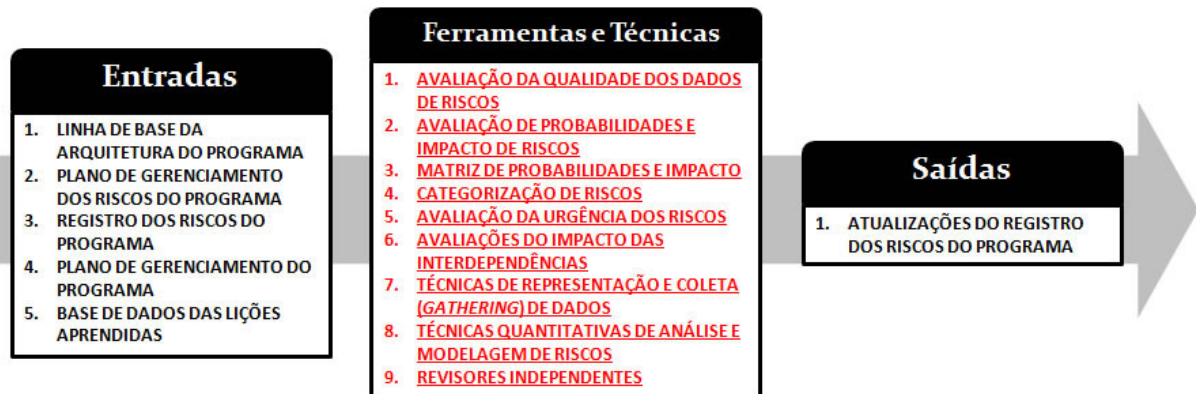 Entradas
1. LINHA DE BASE DA
ARQUITETURA DO PROGRAMA
2. PLANO DE GERENCIAMENTO
DOS RISCOS DO PROGRAMA
3. REGISTRO DOS RISCOS DO
PROGRAMA
4. PLANO DE GERENCIAMENTO DO
PROGRAMA
5. BASE DE DADOS DAS LIÇÕES
APRENDIDAS
Ferramentas e Técnicas
1. AVALIAÇÃO DA QUALIDADE DOS DADOS
DE RISCOS
2. AVALIAÇÃO DE PROBABILIDADES E
IMPACTO DE RISCOS
3. MATRIZ DE PROBABILIDADES E IMPACTO
4. CATEGORIZAÇÃO DE RISCOS
5. AVALIAÇÃO DA URGÊNCIA DOS RISCOS
6. AVALIAÇÕES DO IMPACTO DAS
INTERDEPENDÊNCIAS
7. TÉCNICAS DE REPRESENTAÇÃO E COLETA
(GATHERING) DE DADOS
8. TÉCNICAS QUANTITATIVAS DE ANÁLISE E
MODELAGEM DE RISCOS
9. REVISORES INDEPENDENTES
Saídas
1. ATUALIZAÇÕES DO REGISTRO
DOS RISCOS DO PROGRAMA